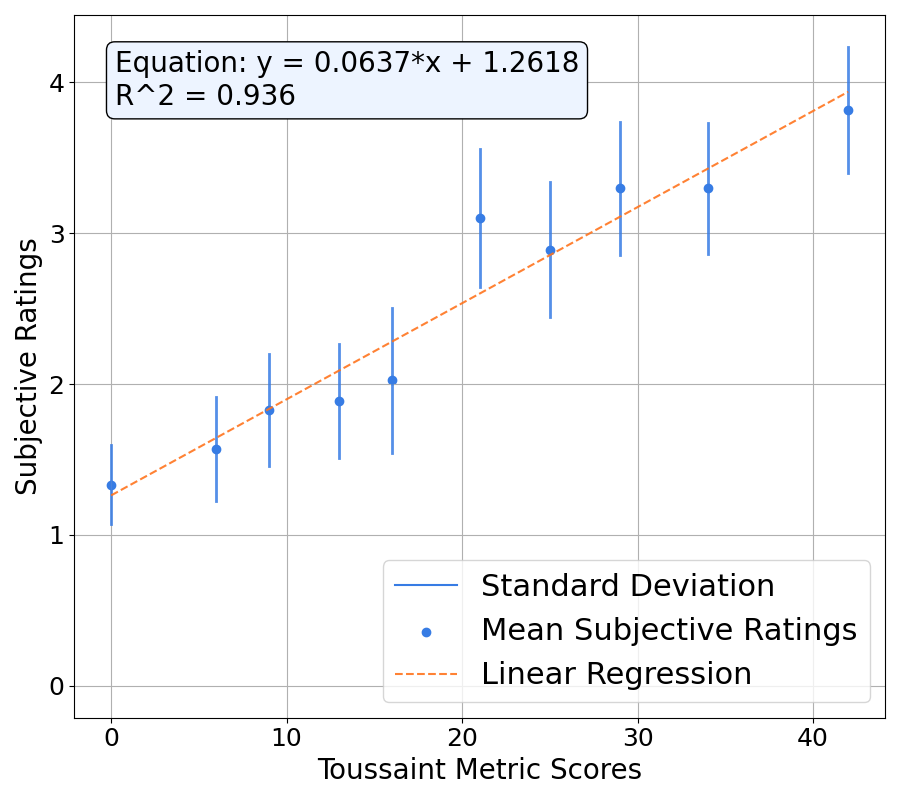 Equation: y = 0.0637*x + 1.2618
R^2 = 0.936
4
3
2
1
0
Subjective Ratings
Standard Deviation
Mean Subjective Ratings
Linear Regression
0 10 20 30 40
Toussaint Metric Scores